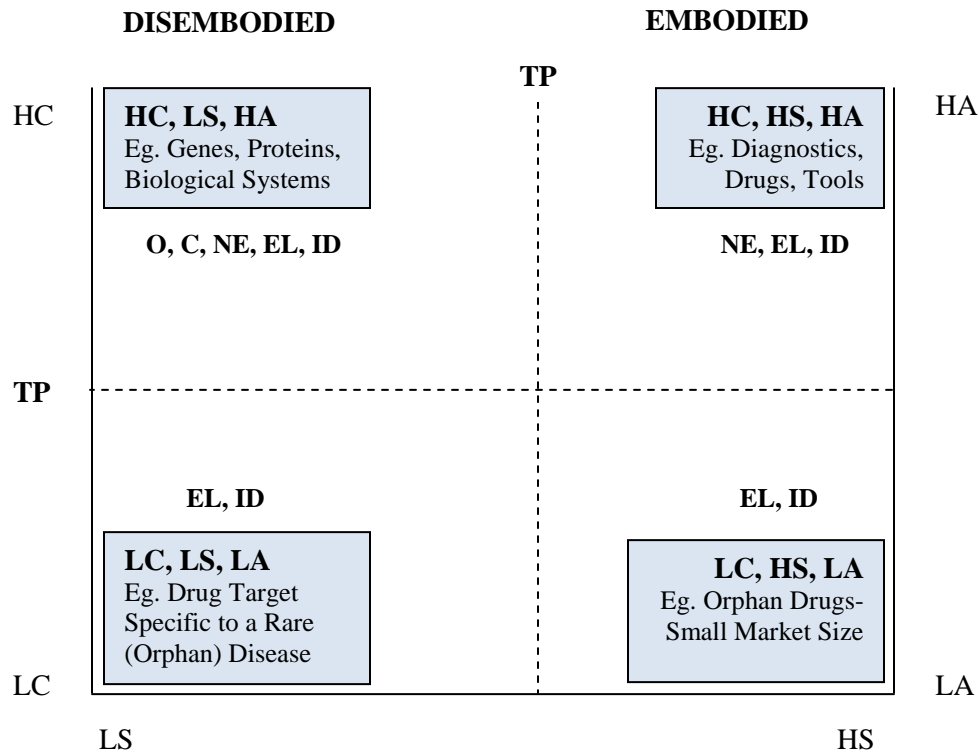 DISEMBODIED
EMBODIED
TP
HC
HA
HC, LS, HA
Eg. Genes, Proteins,
Biological Systems
HC, HS, HA
Eg. Diagnostics,
Drugs, Tools
O, C, NE, EL, ID
NE, EL, ID
TP
EL, ID
EL, ID
LC, LS, LA
Eg. Drug Target
Specific to a Rare
(Orphan) Disease
LC, HS, LA
Eg. Orphan Drugs-
Small Market Size
LC
LA
LS
HS